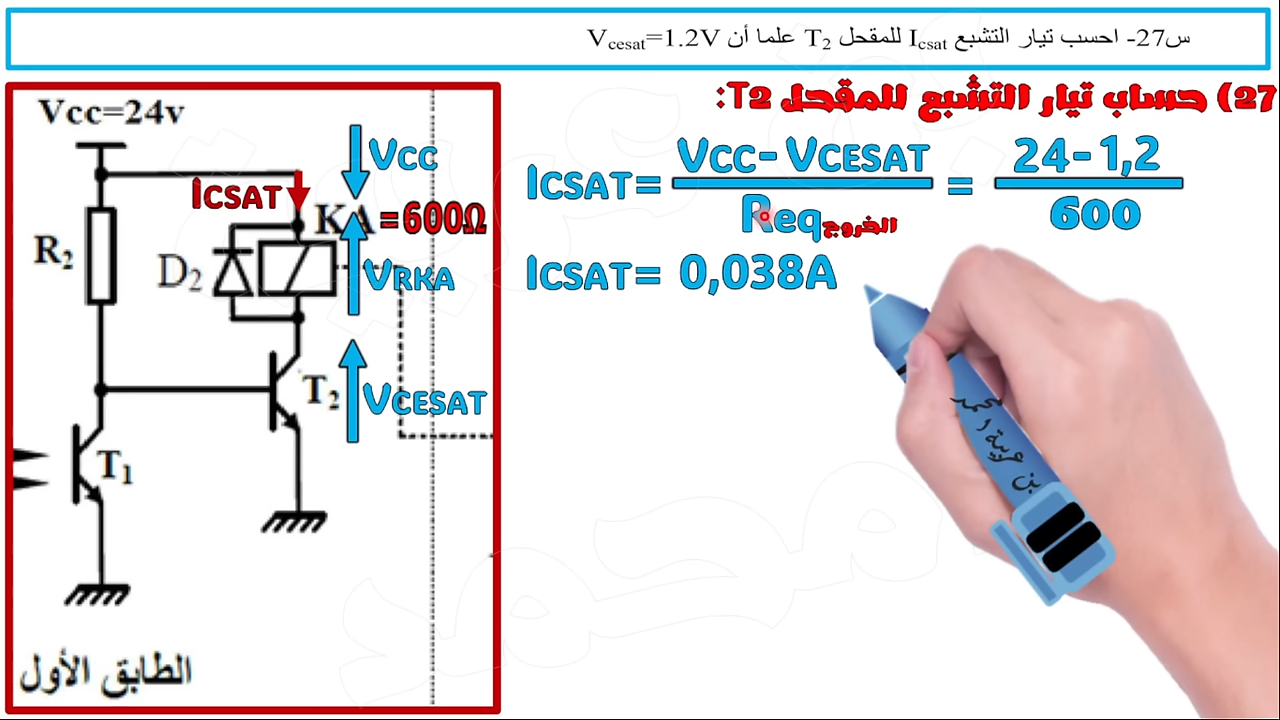 س27- احسب تيار التشبع Icsat للمقحل T2 علما أن Vcesat=1.2V
27) حساب تيار التشبع للمقحل T2:
Vcc=24v
VCC
ICSAT
KA=600Ω
R2
D2
VRKA
T2
VCESAT
T1
الطابق الأول
ICSAT= VCC-VCESAT / Reqالخروج = 24-1,2 / 600
ICSAT= 0,038A